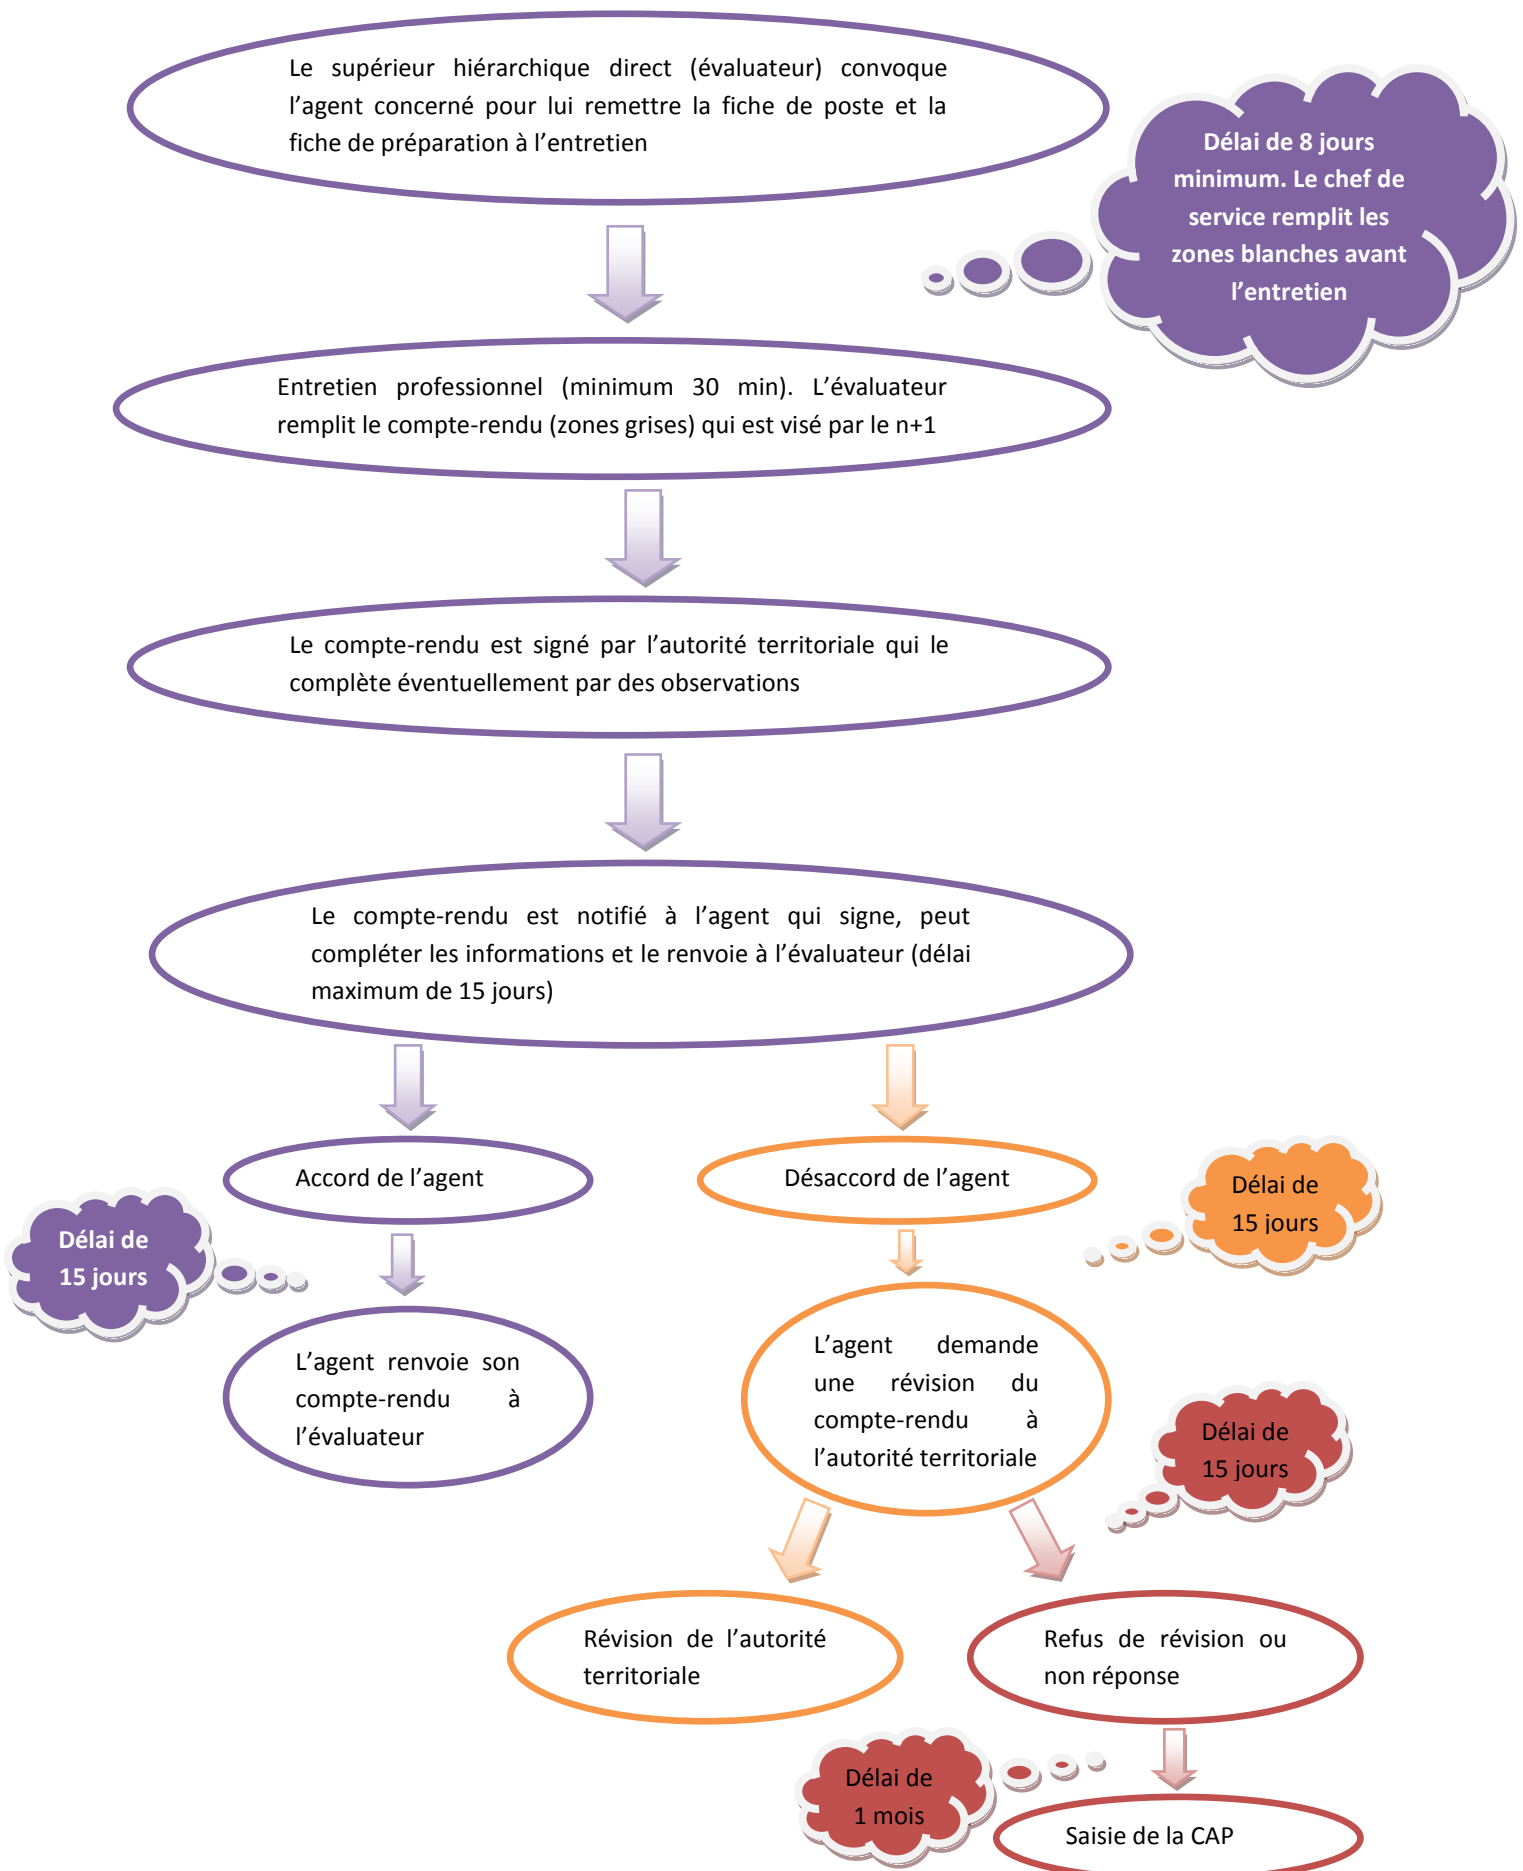 Le supérieur hiérarchique direct (évaluateur) convoque
l’agent concerné pour lui remettre la fiche de poste et la
fiche de préparation à l’entretien
Délai de 8 jours
minimum. Le chef de
service remplit les
zones blanches avant
l’entretien
Entretien professionnel (minimum 30 min). L’évaluateur
remplit le compte-rendu (zones grises) qui est visé par le n+1
Le compte-rendu est signé par l’autorité territoriale qui le
complète éventuellement par des observations
Le compte-rendu est notifié à l’agent qui signe, peut
compléter les informations et le renvoie à l’évaluateur (délai
maximum de 15 jours)
Accord de l’agent
Désaccord de l’agent
Délai de
15 jours
Délai de
15 jours
L’agent renvoie son
compte-rendu à
l’évaluateur
L’agent demande
une révision du
compte-rendu à
l’autorité territoriale
Délai de
15 jours
Révision de l’autorité
territoriale
Refus de révision ou
non réponse
Délai de
1 mois
Saisie de la CAP